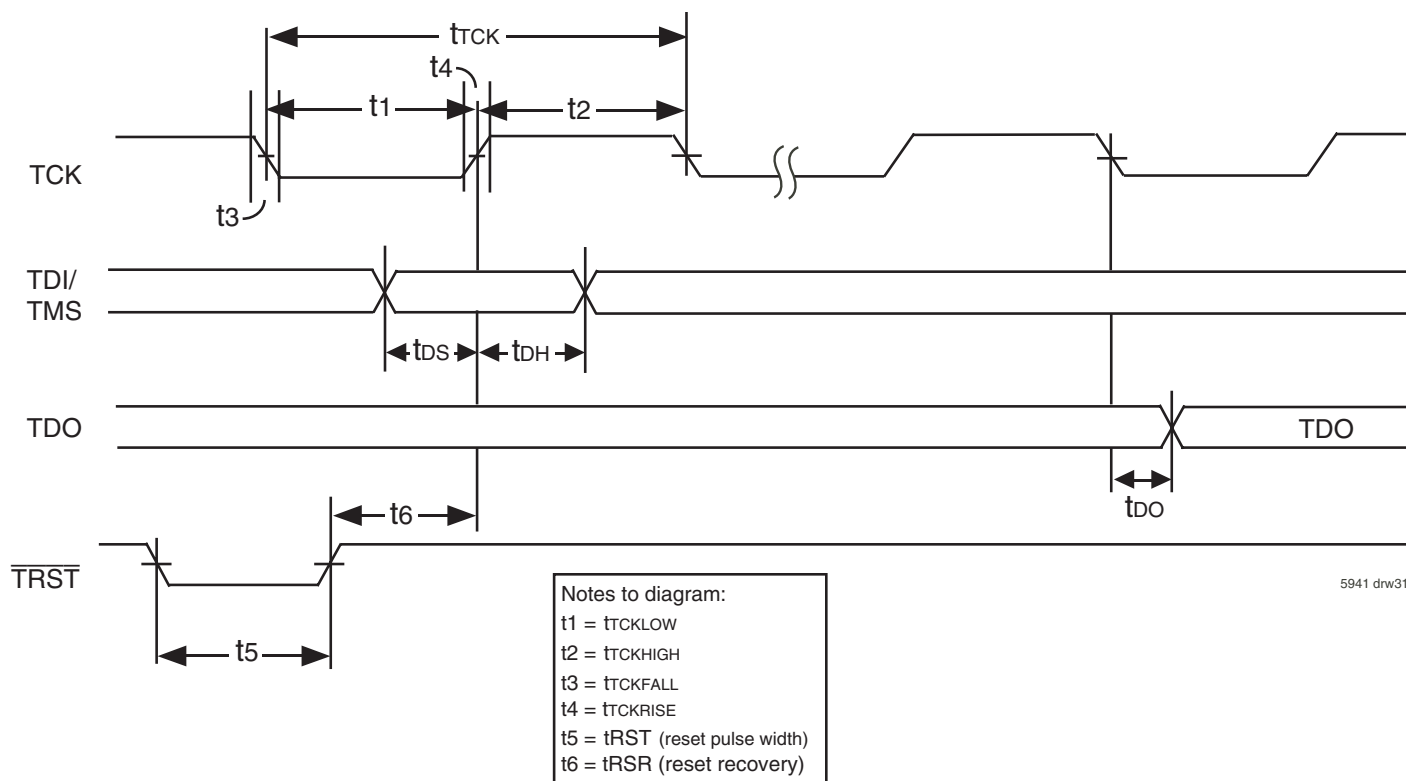 tTCK
t4
t1
t2
TCK
t3
TDI/
TMS
tDS
tDH
TDO
TDO
tDO
t6
TRST
5941 drw31
t5
Notes to diagram:
t1 = tTCKLOW
t2 = tTCKHIGH
t3 = tTCKFALL
t4 = tTCKRISE
t5 = tRST (reset pulse width)
t6 = tRSR (reset recovery)